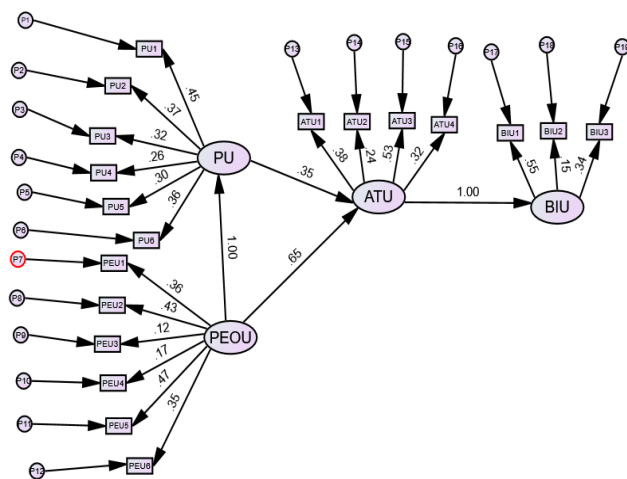 P1
PU1
P2
PU2
P3
PU3
P4
PU4
P5
PU5
P6
PU6
.45
.37
.32
.26
.30
.36
PU
P7
PEU1
P8
PEU2
P9
PEU3
P10
PEU4
P11
PEU5
P12
PEU6
.36
.43
.12
.17
.47
.35
PEOU
1.00
.35
.65
P13
P14
P15
P16
ATU1
ATU2
ATU3
ATU4
.38
.24
.53
.32
ATU
1.00
P17
P18
P19
BIU1
BIU2
BIU3
.55
.15
.34
BIU